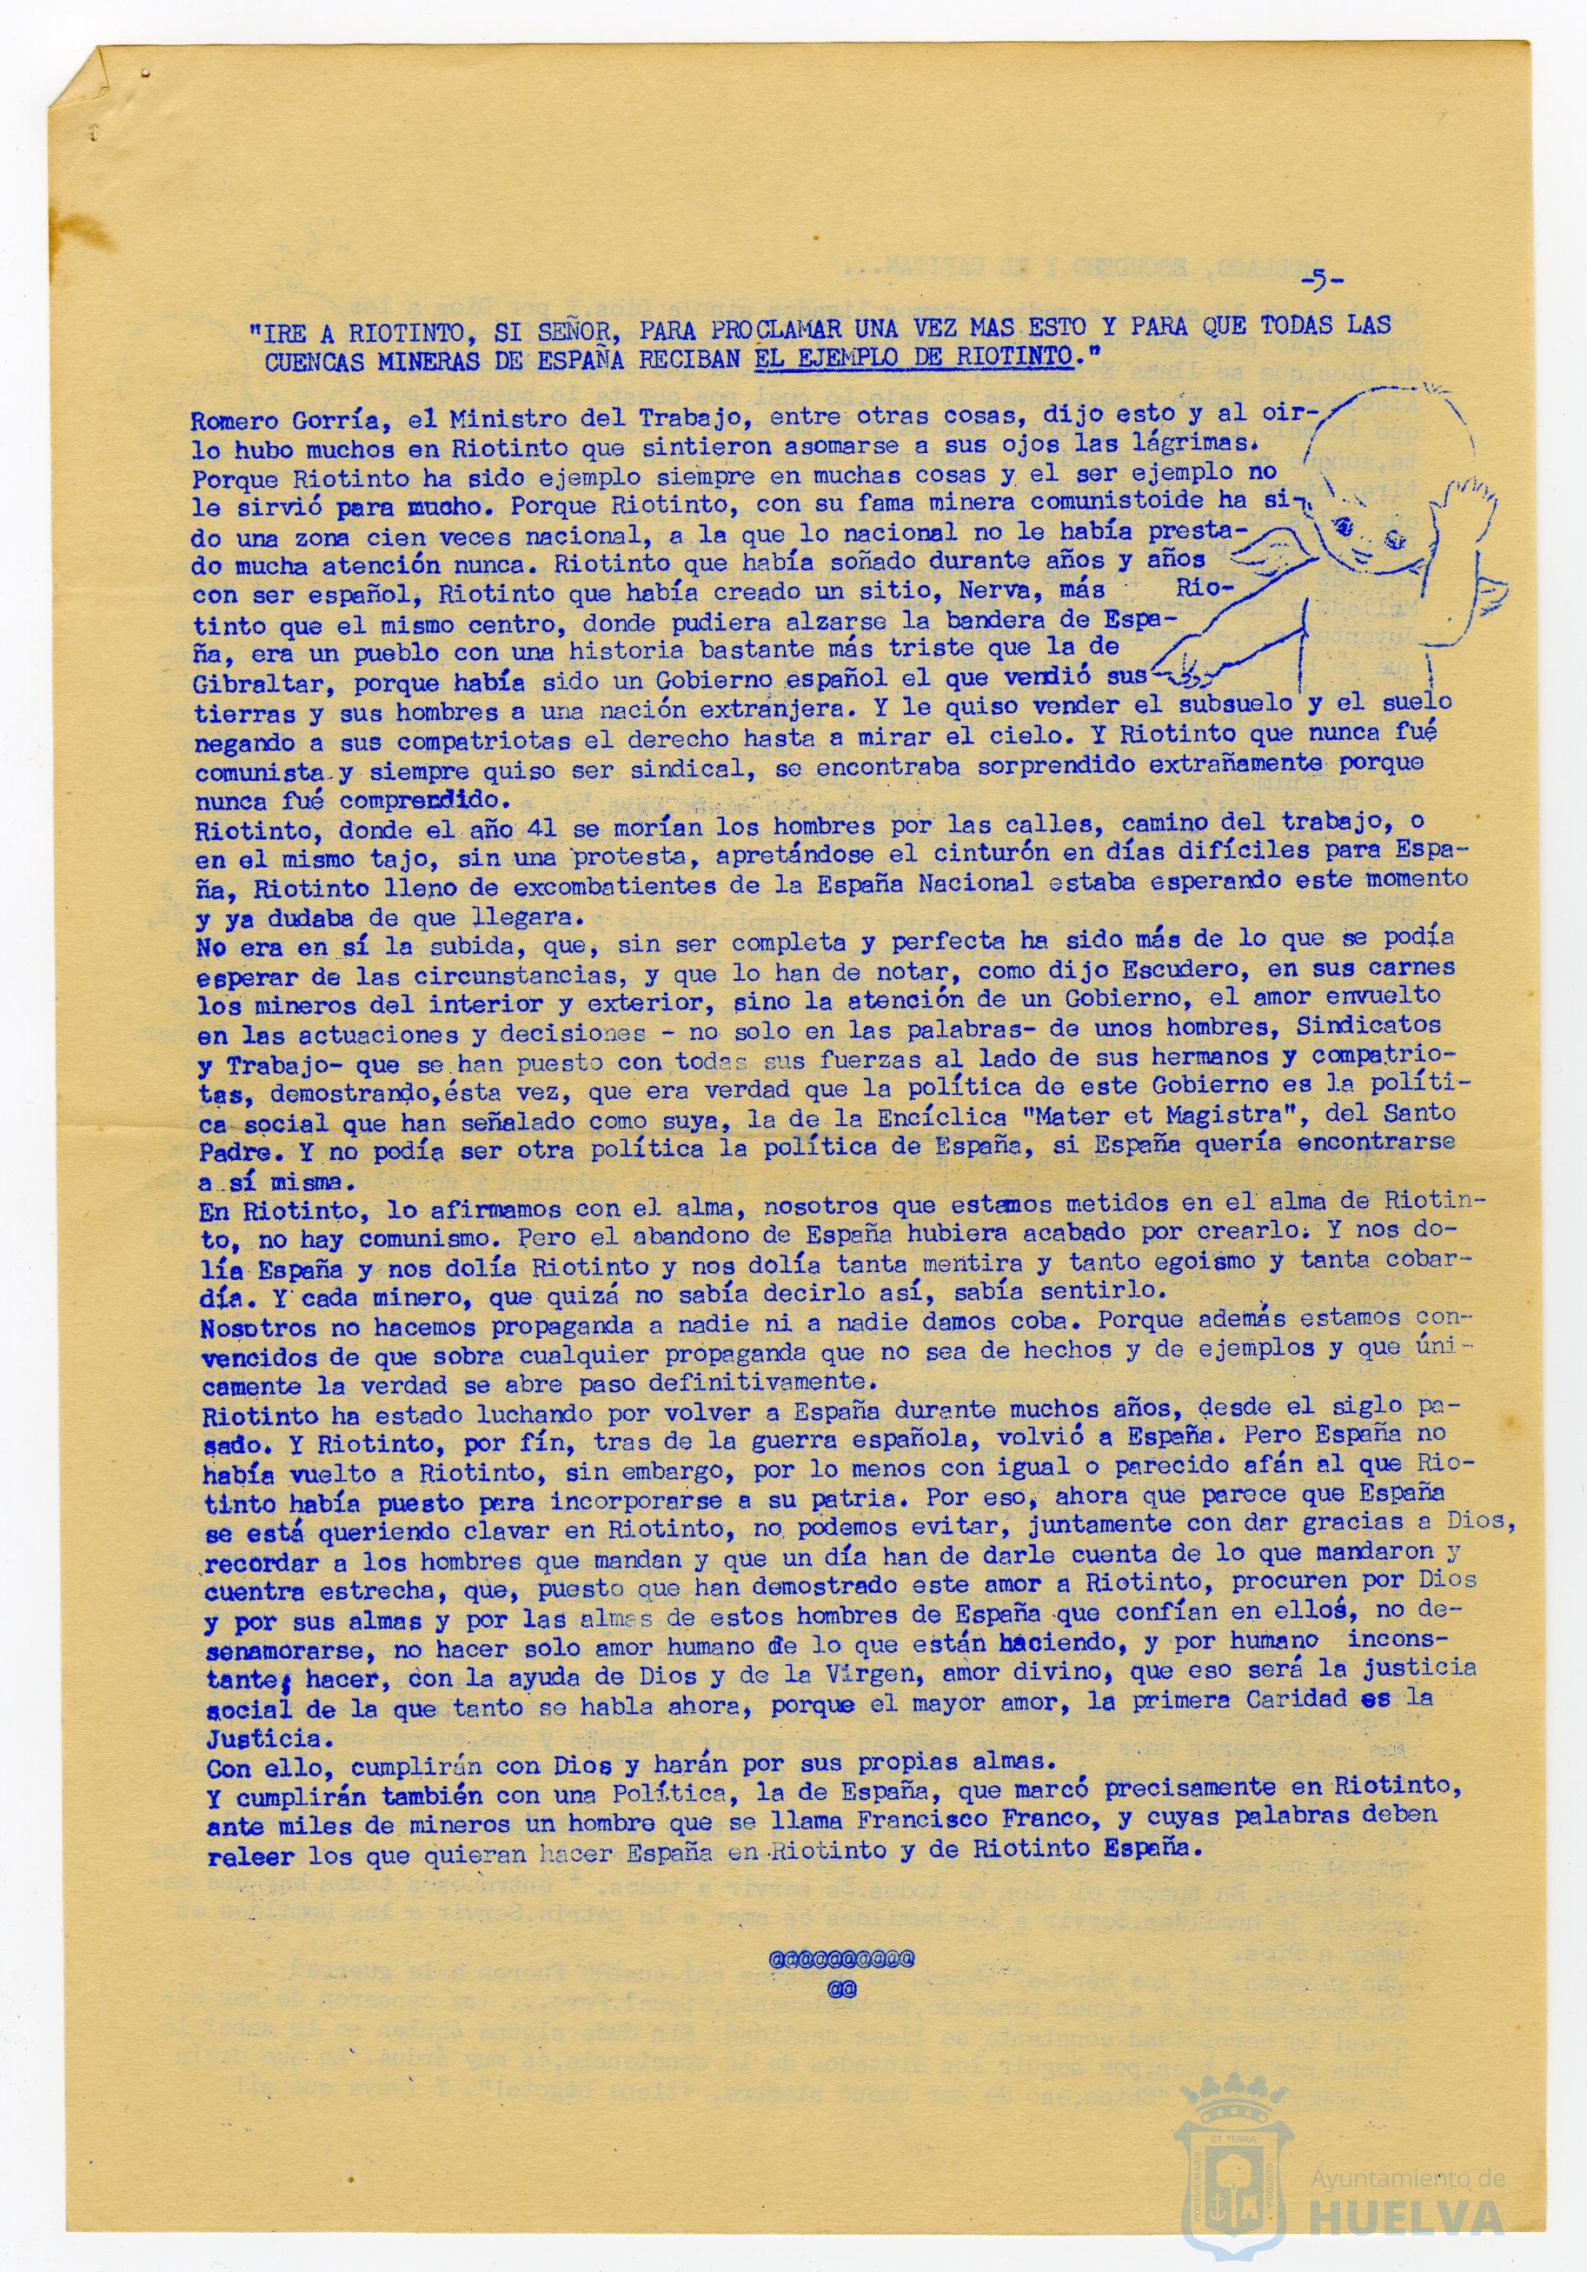 -5-
"IRE A RIOTINTO, SI SEÑOR, PARA PROCLAMAR UNA VEZ MAS ESTO Y PARA QUE TODAS LAS
CUENCAS MINERAS DE ESPAÑA RECIBAN EL EJEMPLO DE RIOTINTO."
Romero Gorría, el Ministro del Trabajo, entre otras cosas, dijo esto y al oir-
lo hubo muchos en Riotinto que sintieron asomarse a sus ojos las lágrimas.
Porque Riotinto ha sido ejemplo siempre en muchas cosas y el ser ejemplo no
le sirvió para mucho. Porque Riotinto, con su fama minera comunistoide ha si-
do una zona cien veces nacional, a la que lo nacional no le había presta-
do mucha atención nunca. Riotinto que había soñado durante años y años
con ser español, Riotinto que había creado un sitio, Nerva, más Rio-
tinto que el mismo centro, donde pudiera alzarse la bandera de Espa-
ña, era un pueblo con una historia bastante más triste que la de
Gibraltar, porque había sido un Gobierno español el que vendió sus
tierras y sus hombres a una nación extranjera. Y le quiso vender el subsuelo y el suelo
negando a sus compatriotas el derecho hasta a mirar el cielo. Y Riotinto que nunca fué
comunista y siempre quiso ser sindical, se encontraba sorprendido extrañamente porque
nunca fué comprendido.
Riotinto, donde el año 41 se morían los hombres por las calles, camino del trabajo, o
en el mismo tajo, sin una protesta, apretándose el cinturón en días difíciles para Espa-
ña, Riotinto lleno de excombatientes de la España Nacional estaba esperando este momento
y ya dudaba de que llegara.
No era en sí la subida, que, sin ser completa y perfecta ha sido más de lo que se podía
esperar de las circunstancias, y que lo han de notar, como dijo Escudero, en sus carnes
los mineros del interior y exterior, sino la atención de un Gobierno, el amor envuelto
en las actuaciones y decisiones - no solo en las palabras- de unos hombres, Sindicatos
y Trabajo- que se han puesto con todas sus fuerzas al lado de sus hermanos y compatrio-
tas, demostrando,ésta vez, que era verdad que la política de este Gobierno es la políti-
ca social que han señalado como suya, la de la Encíclica "Mater et Magistra", del Santo
Padre. Y no podía ser otra política la política de España, si España quería encontrarse
a sí misma.
En Riotinto, lo afirmamos con el alma, nosotros que estamos metidos en el alma de Riotin-
to, no hay comunismo. Pero el abandono de España hubiera acabado por crearlo. Y nos do-
lía España y nos dolía Riotinto y nos dolía tanta mentira y tanto egoismo y tanta cobar-
día. Y cada minero, que quizá no sabía decirlo así, sabía sentirlo.
Nosotros no hacemos propaganda a nadie ni a nadie damos coba. Porque además estamos con-
vencidos de que sobra cualquier propaganda que no sea de hechos y de ejemplos y que úni-
camente la verdad se abre paso definitivamente.
Riotinto ha estado luchando por volver a España durante muchos años, desde el siglo pa-
sado. Y Riotinto, por fín, tras de la guerra española, volvió a España. Pero España no
había vuelto a Riotinto, sin embargo, por lo menos con igual o parecido afán al que Rio-
tinto había puesto para incorporarse a su patria. Por eso, ahora que parece que España
se está queriendo clavar en Riotinto, no podemos evitar, juntamente con dar gracias a Dios,
recordar a los hombres que mandan y que un día han de darle cuenta de lo que mandaron y
cuentra estrecha, que, puesto que han demostrado este amor a Riotinto, procuren por Dios
y por sus almas y por las almas de estos hombres de España que confían en ellos, no de-
senamorarse, no hacer solo amor humano de lo que están haciendo, y por humano incons-
tante; hacer, con la ayuda de Dios y de la Virgen, amor divino, que eso será la justicia
social de la que tanto se habla ahora, porque el mayor amor, la primera Caridad es la
Justicia.
Con ello, cumplirán con Dios y harán por sus propias almas.
Y cumplirán también con una Política, la de España, que marcó precisamente en Riotinto,
ante miles de mineros un hombre que se llama Francisco Franco, y cuyas palabras deben
releer los que quieran hacer España en Riotinto y de Riotinto España.
@@@@@@@@@@
@@
ET TERRA
PORTUS MARIS
CUSTODIA
Ayuntamiento de
HUELVA